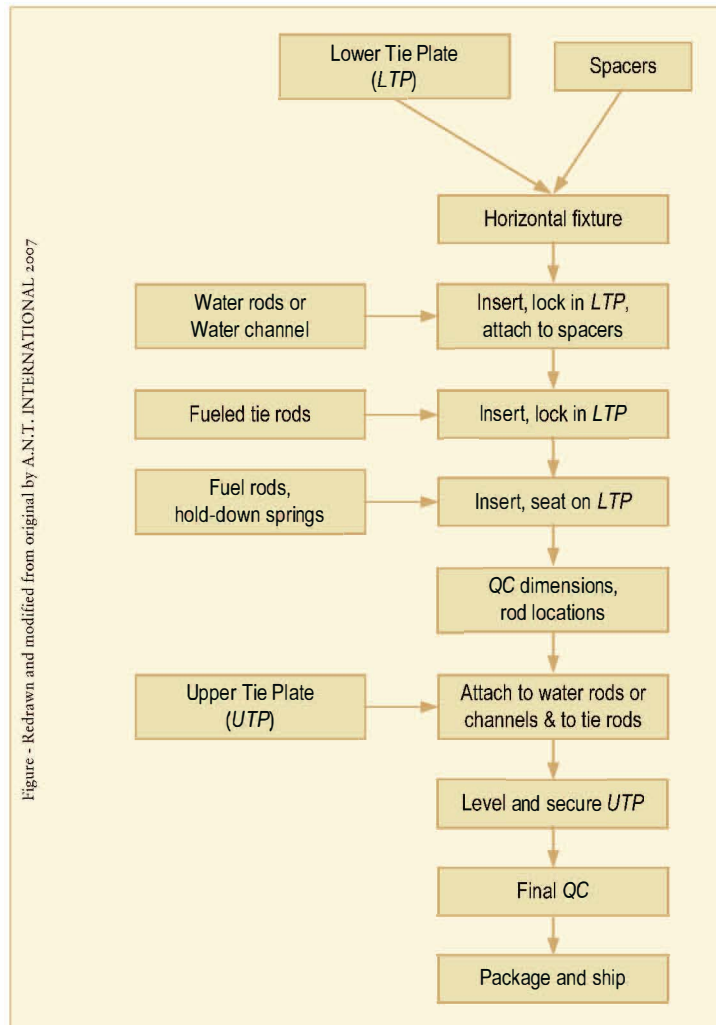 Lower Tie Plate
(LTP)
Spacers
Horizontal fixture
Water rods or
Water channel
Insert, lock in LTP,
attach to spacers
Fueled tie rods
Insert, lock in LTP
Fuel rods,
hold-down springs
Insert, seat on LTP
QC dimensions,
rod locations
Upper Tie Plate
(UTP)
Attach to water rods or
channels & to tie rods
Level and secure UTP
Final QC
Package and ship
Figure - Redrawn and modified from original by A.N.T. INTERNATIONAL 2007